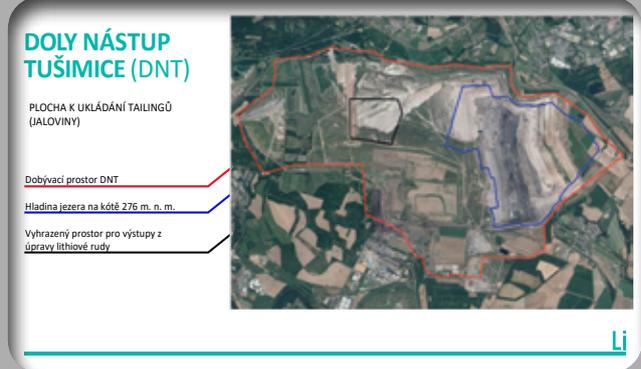 DOLY NÁSTUP
TUŠIMICE (DNT)
PLOCHA K UKLÁDÁNÍ TAILINGŮ
(JALOVINY)
Dobývací prostor DNT
Hladina jezera na kótě 276 m. n. m.
Vyhrazený prostor pro výstupy z
úpravy lithiové rudy
Li